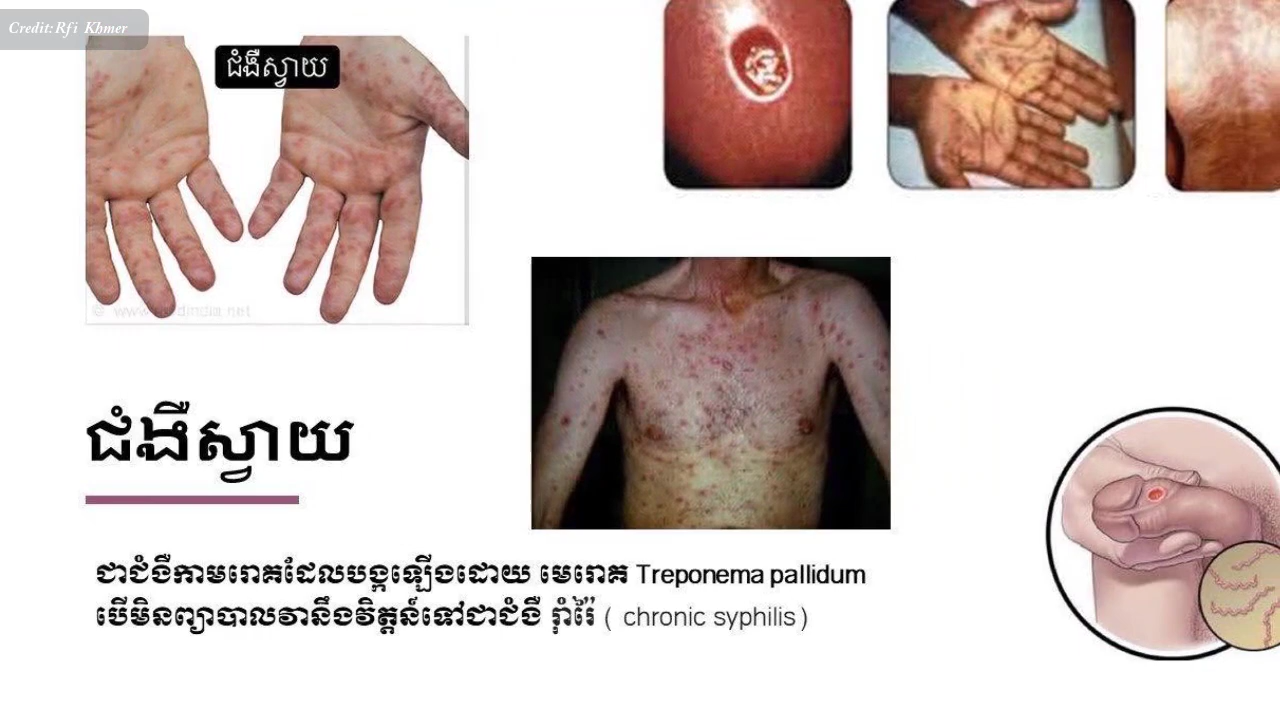 Credit:Rfi Khmer
ជំងឺស្វាយ
ជំងឺស្វាយ
ជាជំងឺកាមរោគដែលបង្កឡើងដោយ មេរោគ Treponema pallidum
បើមិនព្យាបាលវានឹងវិត្តន៍ទៅជាជំងឺ រ៉ាំរ៉ៃ ( chronic syphilis )